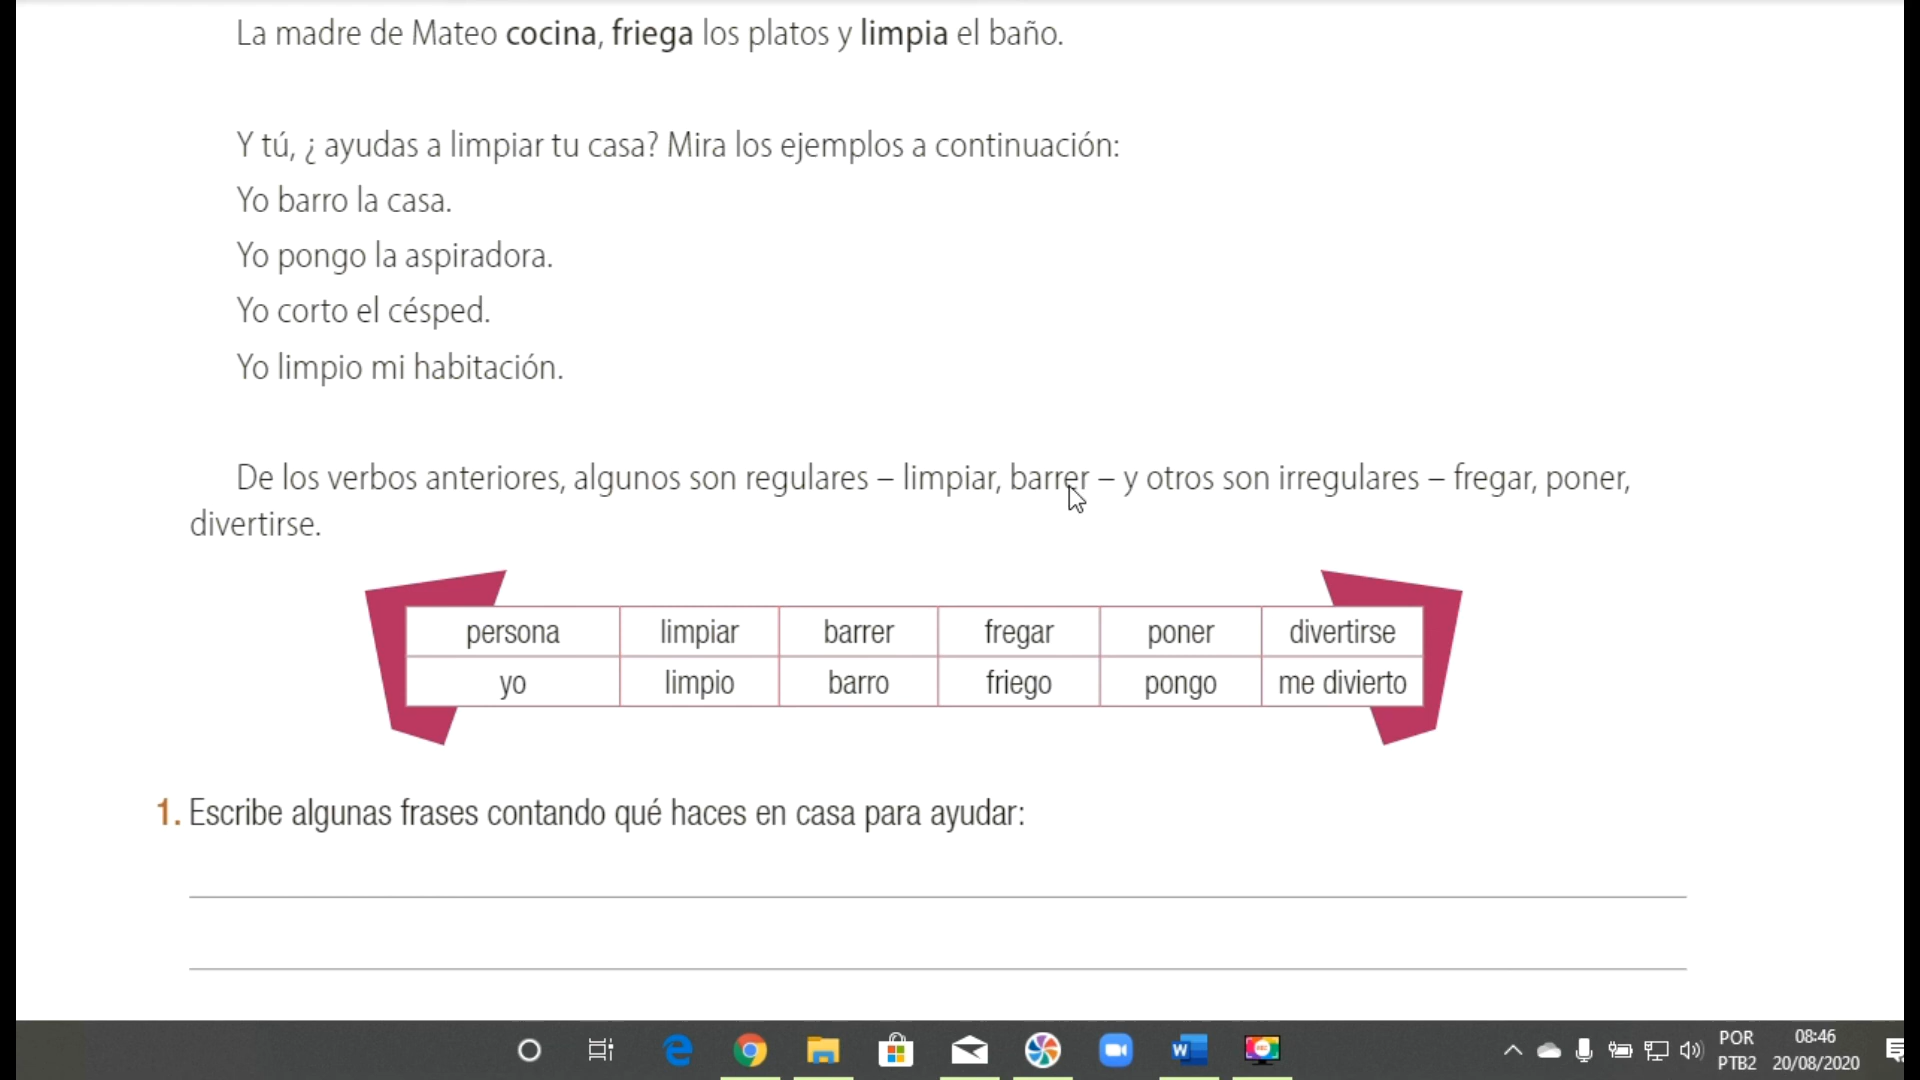 La madre de Mateo cocina, friega los platos y limpia el baño.
Y tú, ¿ ayudas a limpiar tu casa? Mira los ejemplos a continuación:
Yo barro la casa.
Yo pongo la aspiradora.
Yo corto el césped.
Yo limpio mi habitación.
De los verbos anteriores, algunos son regulares – limpiar, barrer – y otros son irregulares – fregar, poner,
divertirse.
persona limpiar barrer fregar poner divertirse
yo limpio barro friego pongo me divierto
1. Escribe algunas frases contando qué haces en casa para ayudar:
POR 08:46
PTB2 20/08/2020